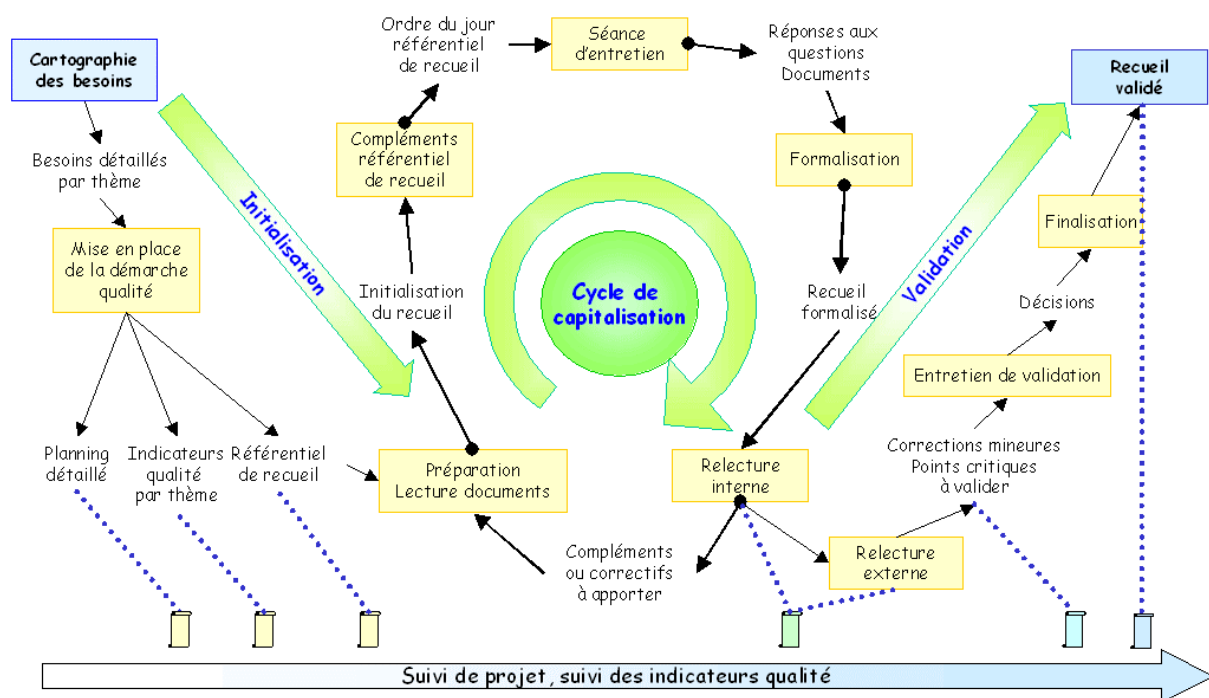 Cartographie
des besoins
Besoins détaillés
par thème
Mise en place
de la démarche
qualité
Planning
détaillé
Indicateurs
qualité
par thème
Référentiel
de recueil
Initialisation
Préparation
Lecture documents
Initialisation
du recueil
Compléments
référentiel
de recueil
Ordre du jour
référentiel
de recueil
Séance
d'entretien
Réponses aux
questions
Documents
Formalisation
Recueil
formalisé
Relecture
interne
Compléments
ou correctifs
à apporter
Cycle de
capitalisation
Relecture
externe
Corrections mineures
Points critiques
à valider
Entretien de validation
Décisions
Finalisation
Validation
Recueil
validé
Suivi de projet, suivi des indicateurs qualité